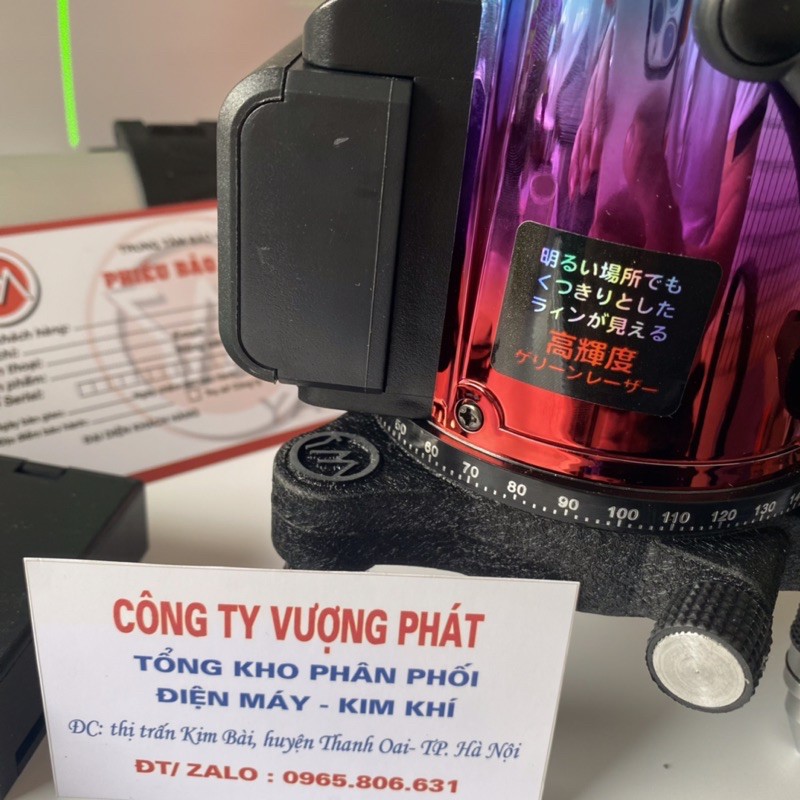 PHIẾU BẢO
明るい場所でも
くっきりとした
ラィンが見える
高輝度
ゲリーンレーザー
60 70 80 90 100 110 120 130
CÔNG TY VƯỢNG PHÁT
TỔNG KHO PHÂN PHỐI
ĐIỆN MÁY - KIM KHÍ
ĐC: thị trấn Kim Bài, huyện Thanh Oai- TP. Hà Nội
ĐT/ ZALO : 0965.806.631